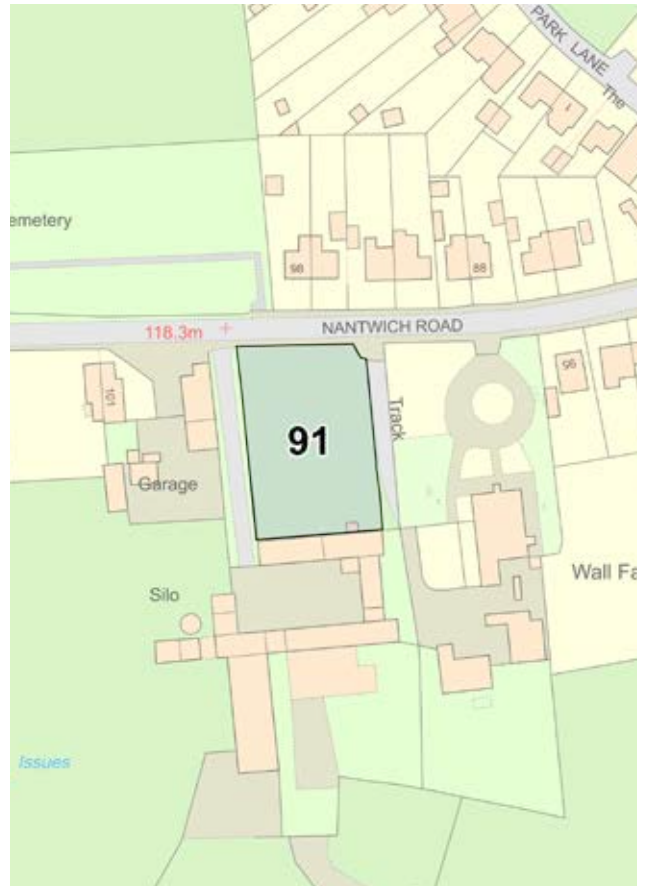 PARK LANE
The
emetery
98
88
118.3m
NANTWICH ROAD
101
96
91
Track
Garage
Wall Fa
Silo
Issues